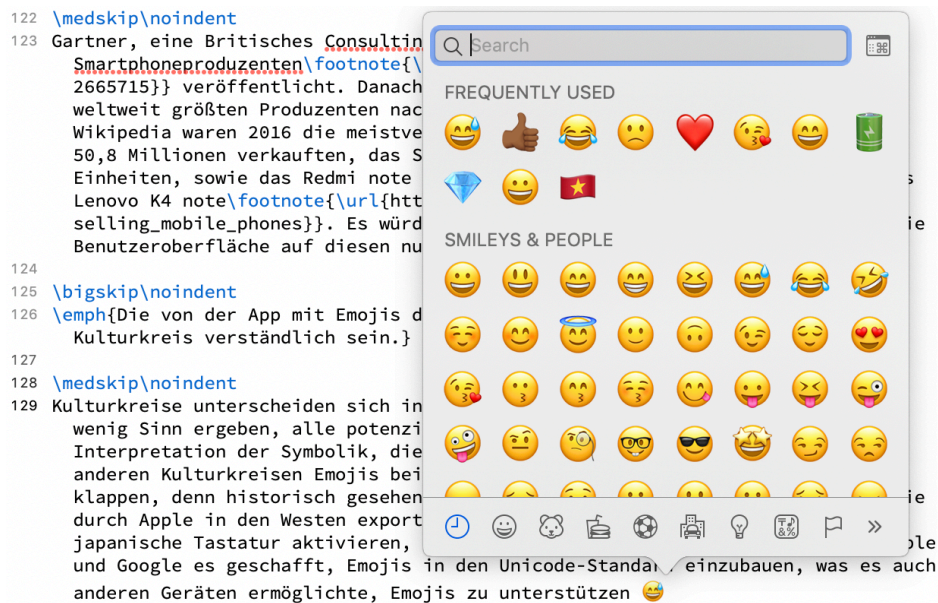 122 \medskip\noindent
123 Gartner, eine Britisches Consultin
Smartphoneproduzenten\footnote{\
2665715}} veröffentlicht. Danach
weltweit größten Produzenten nac
Wikipedia waren 2016 die meistve
50,8 Millionen verkauften, das S
Einheiten, sowie das Redmi note s
Lenovo K4 note\footnote{\url{htt
selling_mobile_phones}}. Es würd ie
Benutzeroberfläche auf diesen nu
124
125 \bigskip\noindent
126 \emph{Die von der App mit Emojis d
Kulturkreis verständlich sein.}
127
128 \medskip\noindent
129 Kulturkreise unterscheiden sich in
wenig Sinn ergeben, alle potenzi
Interpretation der Symbolik, die
anderen Kulturkreisen Emojis bei
klappen, denn historisch gesehen ie
durch Apple in den Westen export
japanische Tastatur aktivieren, ple
und Google es geschafft, Emojis in den Unicode-Standard einzubauen, was es auch
anderen Geräten ermöglichte, Emojis zu unterstützen 😅
Search
FREQUENTLY USED
SMILEYS & PEOPLE